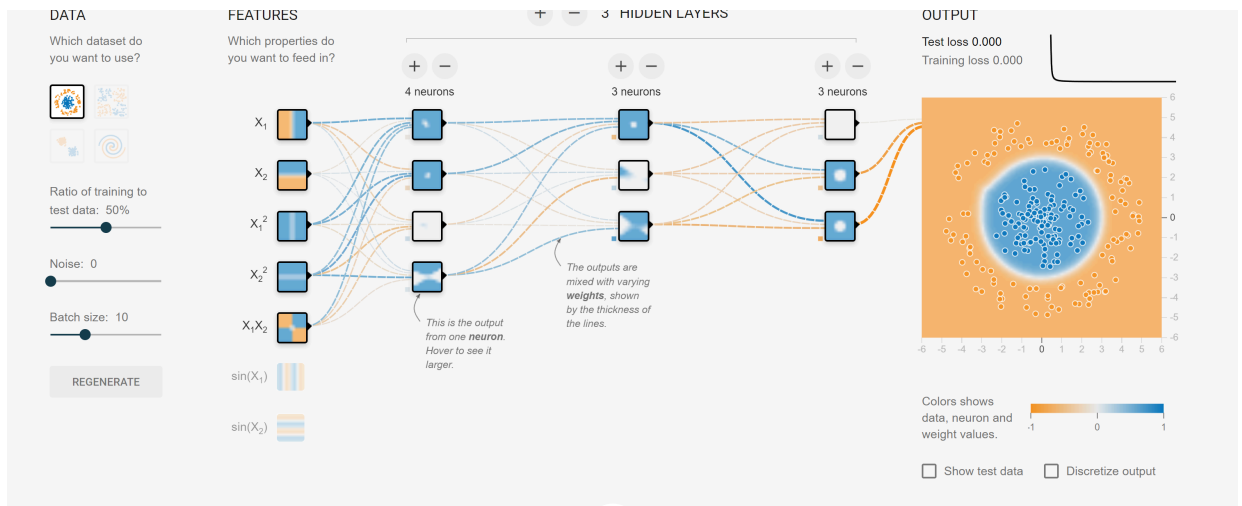 DATA
FEATURES
+ − 3 HIDDEN LAYERS
OUTPUT
Which dataset do
you want to use?
Which properties do
you want to feed in?
Test loss 0.000
Training loss 0.000
+ −
+ −
+ −
4 neurons
3 neurons
3 neurons
X₁
X₂
X₁²
X₂²
X₁X₂
sin(X₁)
sin(X₂)
Ratio of training to
test data: 50%
Noise: 0
Batch size: 10
REGENERATE
This is the output
from one neuron.
Hover to see it
larger.
The outputs are
mixed with varying
weights, shown
by the thickness of
the lines.
6
5
4
3
2
1
0
-1
-2
-3
-4
-5
-6
-6 -5 -4 -3 -2 -1 0 1 2 3 4 5 6
Colors shows
data, neuron and
weight values.
-1 0 1
Show test data
Discretize output